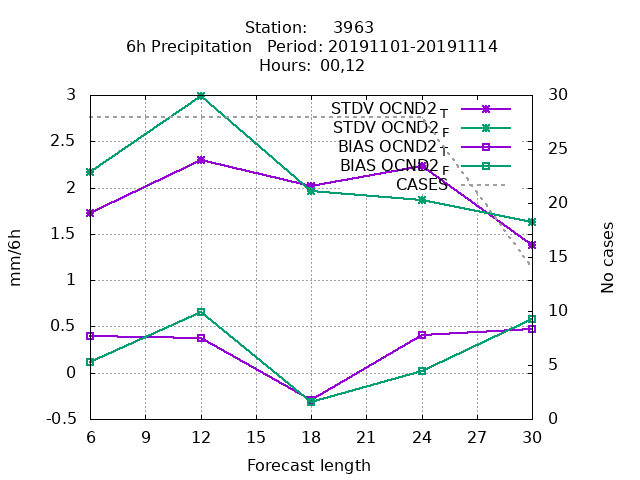 Station:     3963
6h Precipitation   Period: 20191101-20191114
Hours:  00,12
STDV OCND2 T
STDV OCND2 F
BIAS OCND2 T
BIAS OCND2 F
CASES
3
2.5
2
1.5
1
0.5
0
-0.5
mm/6h
30
25
20
15
10
5
0
No cases
6 9 12 15 18 21 24 27 30
Forecast length